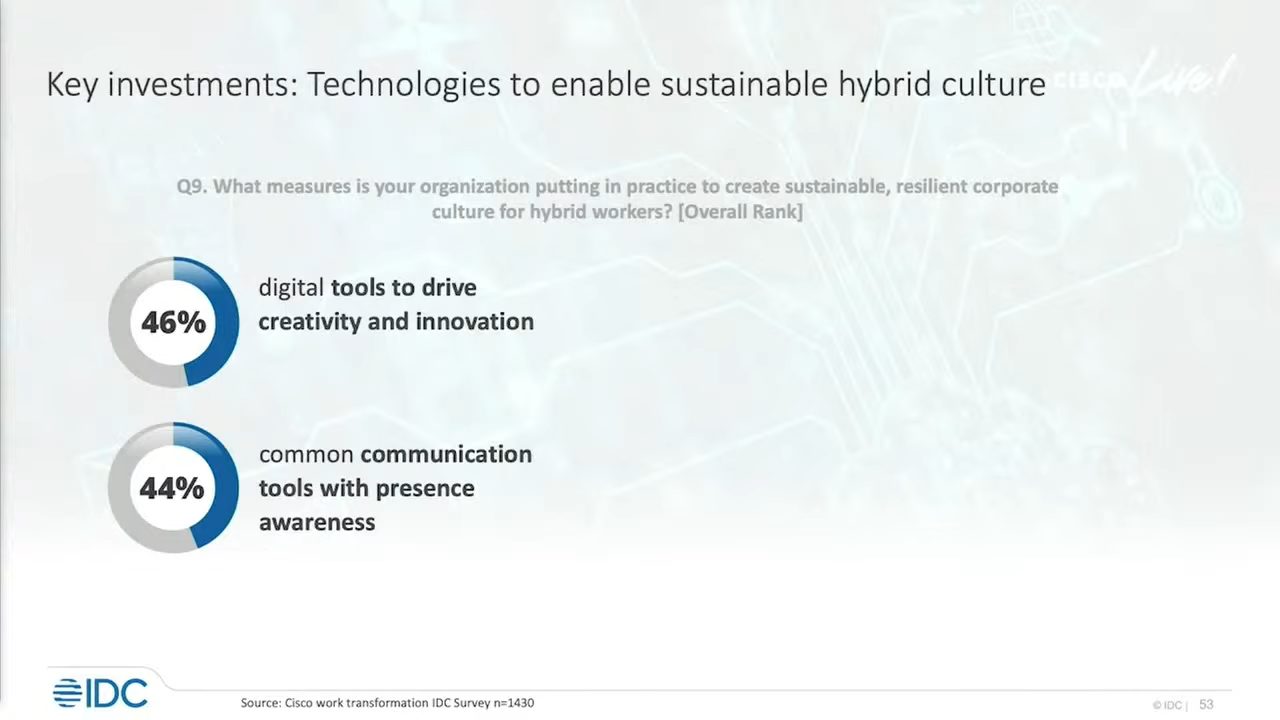 Key investments: Technologies to enable sustainable hybrid culture
CISCO Live!
Q9. What measures is your organization putting in practice to create sustainable, resilient corporate
culture for hybrid workers? [Overall Rank]
46%
digital tools to drive
creativity and innovation
44%
common communication
tools with presence
awareness
IDC
Source: Cisco work transformation IDC Survey n=1430
© IDC | 53